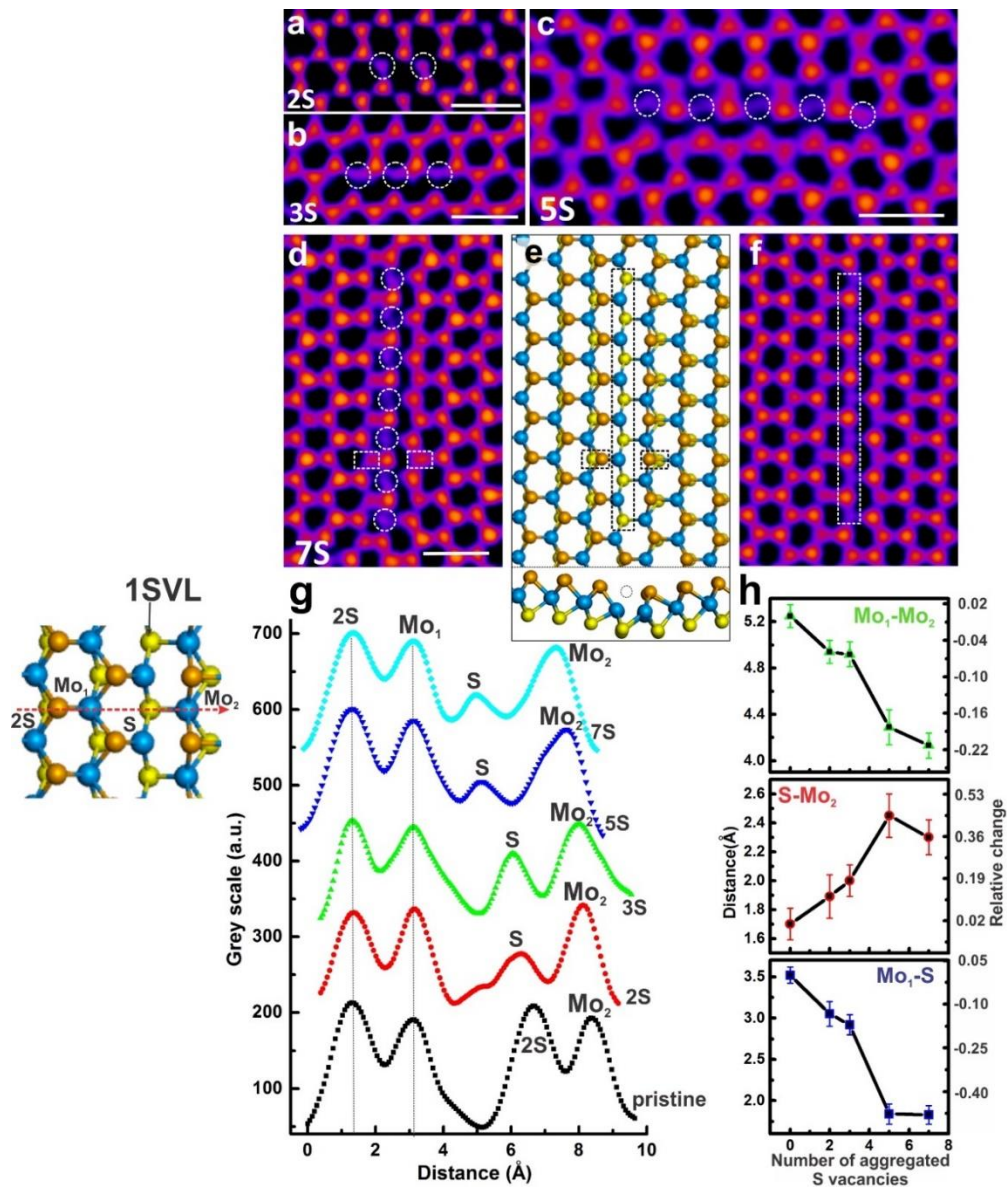 a
2S
b
3S
c
5S
d
7S
e
f
1SVL
Mo1
2S
S
Mo2
g
Grey scale (a.u.)
700
600
500
400
300
200
100
2S
Mo1
S
Mo2
7S
S
Mo2
5S
S
Mo2
3S
S
Mo2
2S
2S
Mo2
pristine
0 2 4 6 8 10
Distance (Å)
h
Mo1-Mo2
5.2
4.8
4.4
4.0
0.02
-0.04
-0.10
-0.16
-0.22
S-Mo2
2.6
2.4
2.2
2.0
1.8
1.6
0.53
0.36
0.19
0.02
Mo1-S
3.5
3.0
2.5
2.0
0.05
-0.10
-0.25
-0.40
Distance(Å)
Relative change
0 2 4 6 8
Number of aggregated
S vacancies